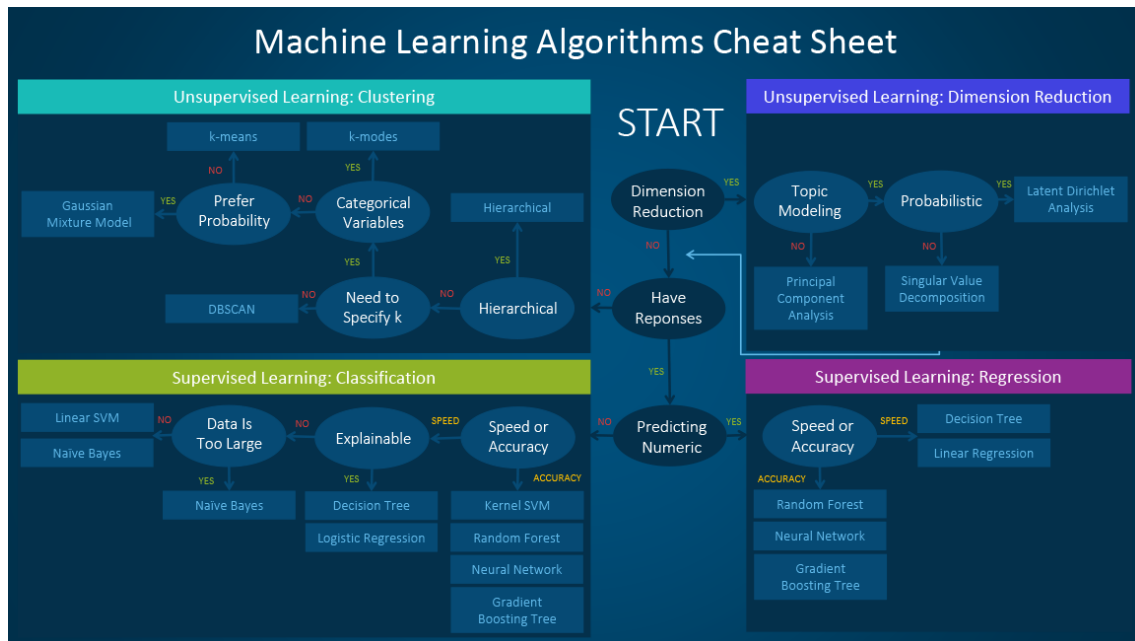 Machine Learning Algorithms Cheat Sheet
Unsupervised Learning: Clustering
START
Unsupervised Learning: Dimension Reduction
k-means
k-modes
NO
YES
Gaussian
Mixture Model
YES
Prefer
Probability
NO
Categorical
Variables
Hierarchical
YES
YES
DBSCAN
NO
Need to
Specify k
NO
Hierarchical
NO
Dimension
Reduction
YES
NO
Have
Reponses
YES
Topic
Modeling
YES
Probabilistic
YES
Latent Dirichlet
Analysis
NO
NO
Principal
Component
Analysis
Singular Value
Decomposition
Supervised Learning: Classification
Supervised Learning: Regression
Linear SVM
Naïve Bayes
NO
Data Is
Too Large
NO
Explainable
SPEED
Speed or
Accuracy
NO
Predicting
Numeric
YES
Speed or
Accuracy
SPEED
Decision Tree
Linear Regression
YES
YES
ACCURACY
ACCURACY
Naïve Bayes
Decision Tree
Logistic Regression
Kernel SVM
Random Forest
Neural Network
Gradient
Boosting Tree
Random Forest
Neural Network
Gradient
Boosting Tree